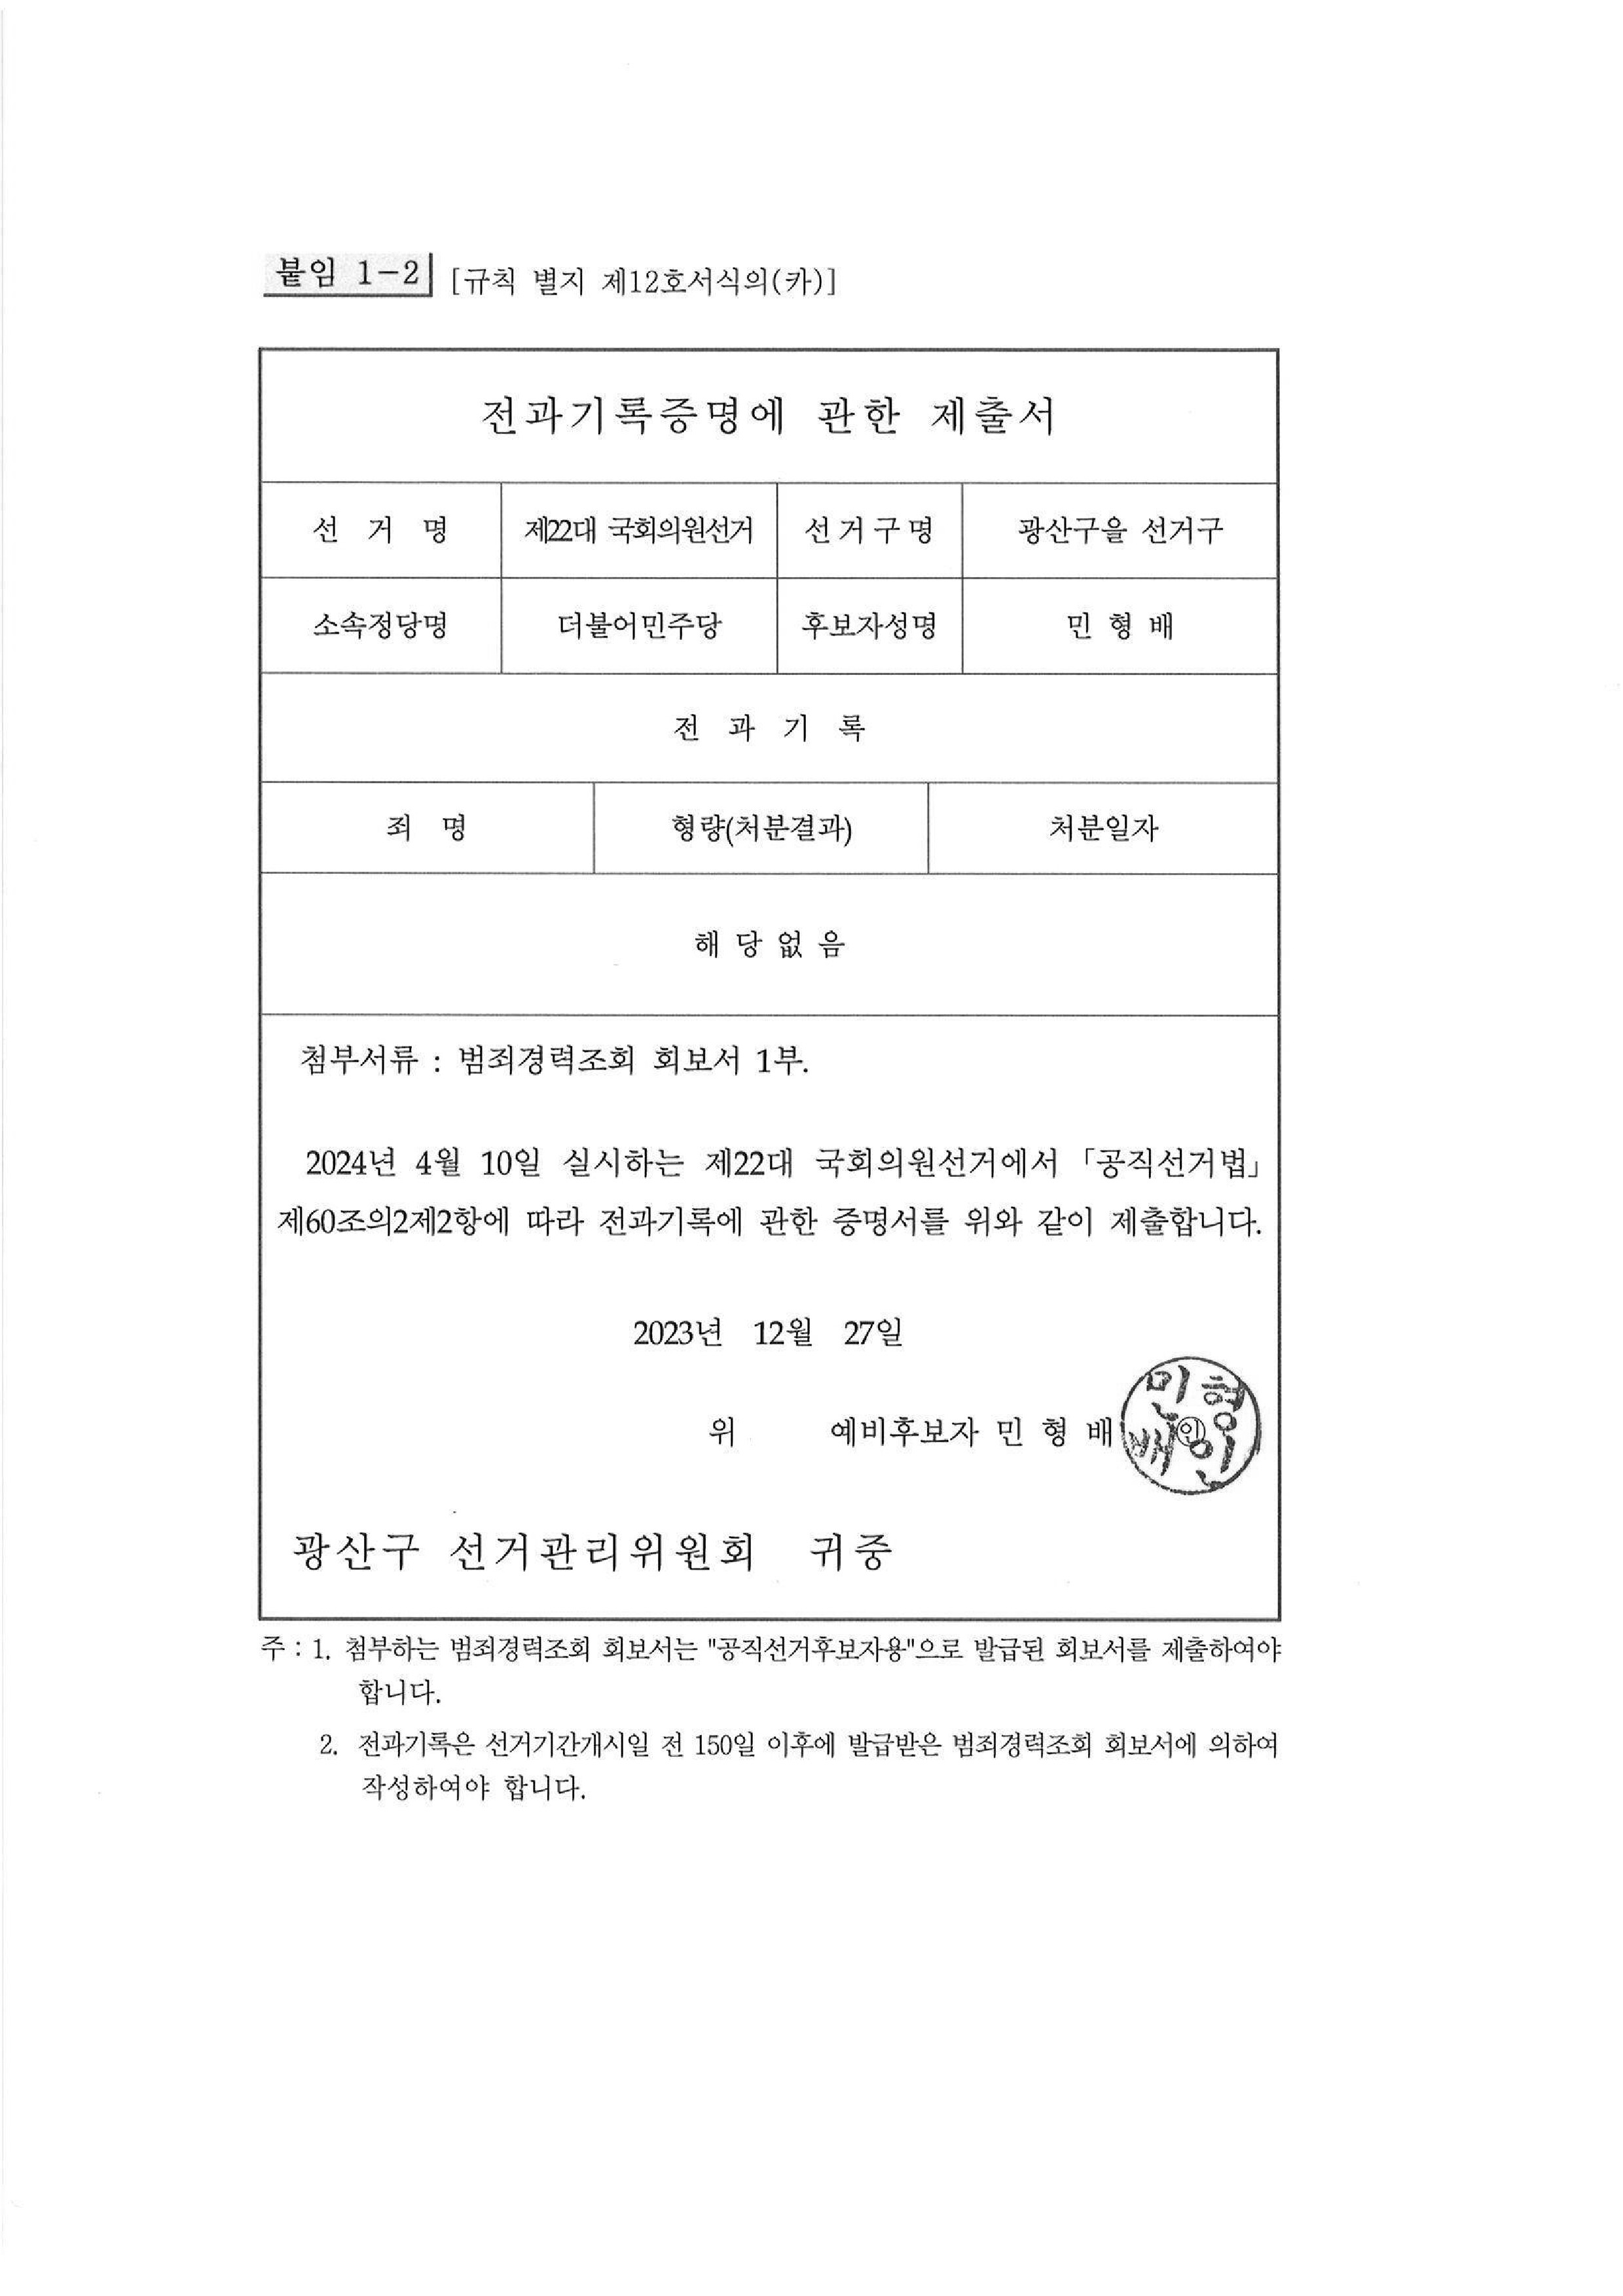 붙임 1-2 [규칙 별지 제12호서식의(카)]
전과기록증명에 관한 제출서
선 거 명 제22대 국회의원선거 선거구명 광산구을 선거구
소속정당명 더불어민주당 후보자성명 민 형 배
전 과 기 록
죄 명 형량(처분결과) 처분일자
해 당 없 음
첨부서류 : 범죄경력조회 회보서 1부.
2024년 4월 10일 실시하는 제22대 국회의원선거에서 「공직선거법」
제60조의2제2항에 따라 전과기록에 관한 증명서를 위와 같이 제출합니다.
2023년 12월 27일
위 예비후보자 민 형 배 ㊞
민형
배인
광산구 선거관리위원회 귀중
주 : 1. 첨부하는 범죄경력조회 회보서는 "공직선거후보자용"으로 발급된 회보서를 제출하여야
합니다.
2. 전과기록은 선거기간개시일 전 150일 이후에 발급받은 범죄경력조회 회보서에 의하여
작성하여야 합니다.